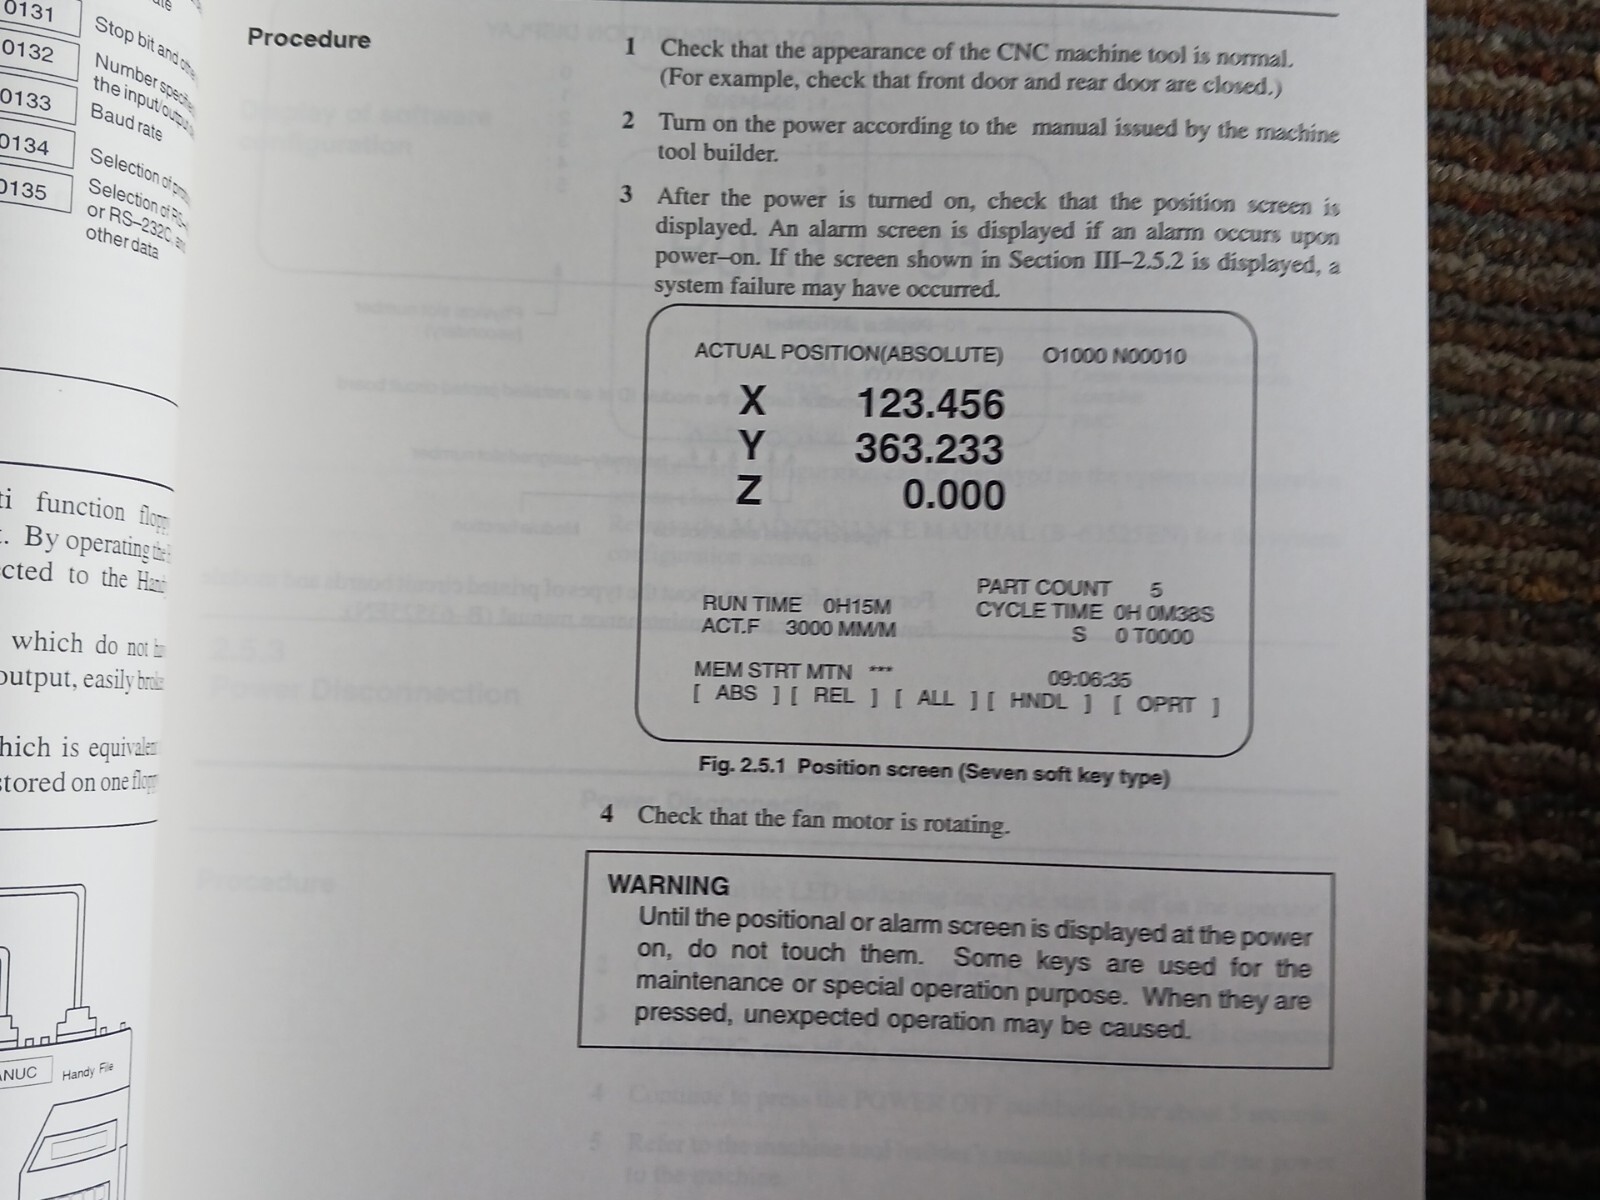 0131
Stop bit and
0132
Number
the input/output
0133
Baud rate
0134
Selection of
0135
Selection of
or RS–232C,
other data
function floppy
By operating the
to the Handy
which do not
output, easily
which is
stored on one
Handy File
Procedure
1 Check that the appearance of the CNC machine tool is normal.
(For example, check that front door and rear door are closed.)
2 Turn on the power according to the manual issued by the machine
tool builder.
3 After the power is turned on, check that the position screen is
displayed. An alarm screen is displayed if an alarm occurs upon
power–on. If the screen shown in Section III–2.5.2 is displayed, a
system failure may have occurred.
ACTUAL POSITION(ABSOLUTE) O1000 N00010
X 123.456
Y 363.233
Z 0.000
PART COUNT 5
RUN TIME 0H15M CYCLE TIME 0H 0M38S
ACT.F 3000 MM/M S 0 T0000
MEM STRT MTN *** 09:06:35
[ ABS ] [ REL ] [ ALL ] [ HNDL ] [ OPRT ]
Fig. 2.5.1 Position screen (Seven soft key type)
4 Check that the fan motor is rotating.
WARNING
Until the positional or alarm screen is displayed at the power
on, do not touch them. Some keys are used for the
maintenance or special operation purpose. When they are
pressed, unexpected operation may be caused.